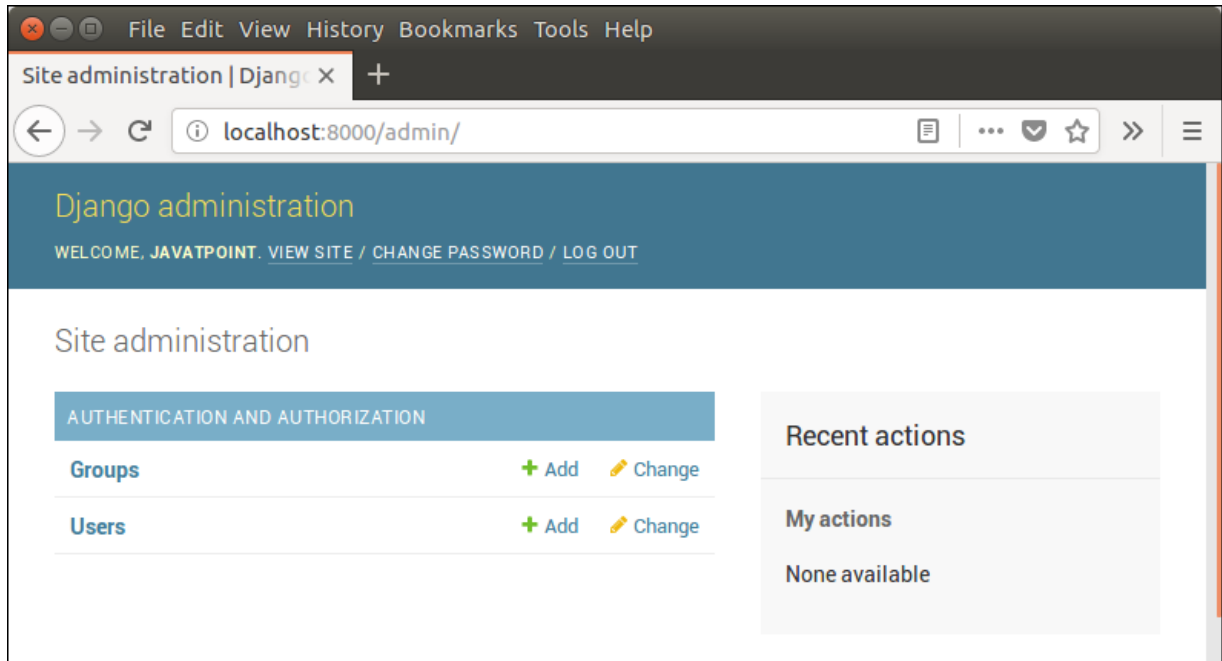 File Edit View History Bookmarks Tools Help
Site administration | Django
localhost:8000/admin/
Django administration
WELCOME, JAVATPOINT. VIEW SITE / CHANGE PASSWORD / LOG OUT
Site administration
AUTHENTICATION AND AUTHORIZATION
Groups + Add Change
Users + Add Change
Recent actions
My actions
None available